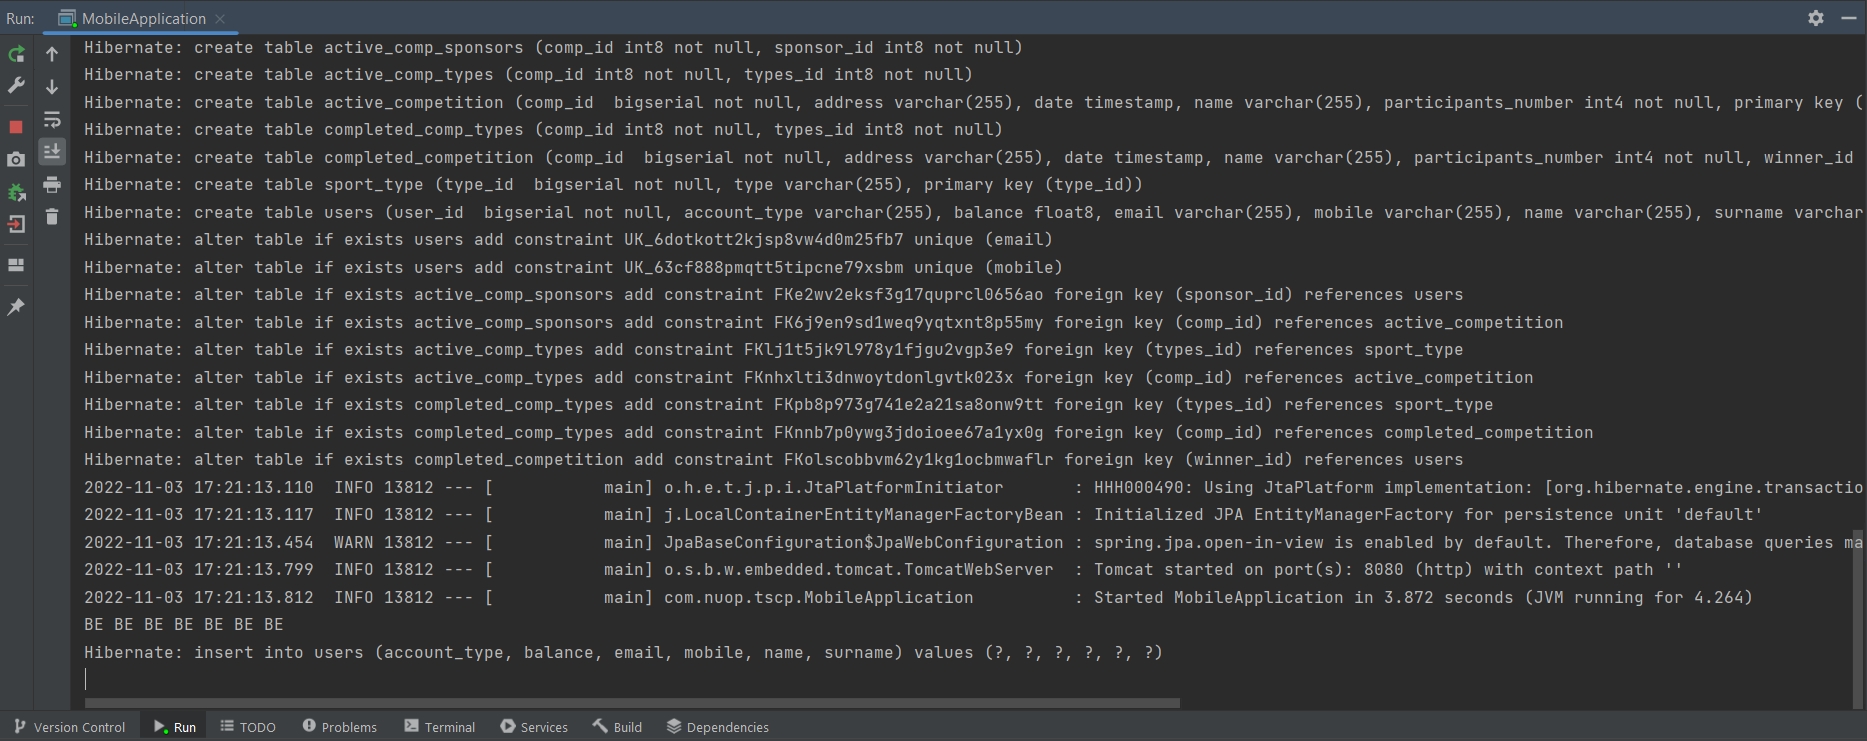 Run: MobileApplication
Hibernate: create table active_comp_sponsors (comp_id int8 not null, sponsor_id int8 not null)
Hibernate: create table active_comp_types (comp_id int8 not null, types_id int8 not null)
Hibernate: create table active_competition (comp_id  bigserial not null, address varchar(255), date timestamp, name varchar(255), participants_number int4 not null, primary key (
Hibernate: create table completed_comp_types (comp_id int8 not null, types_id int8 not null)
Hibernate: create table completed_competition (comp_id  bigserial not null, address varchar(255), date timestamp, name varchar(255), participants_number int4 not null, winner_id
Hibernate: create table sport_type (type_id  bigserial not null, type varchar(255), primary key (type_id))
Hibernate: create table users (user_id  bigserial not null, account_type varchar(255), balance float8, email varchar(255), mobile varchar(255), name varchar(255), surname varchar
Hibernate: alter table if exists users add constraint UK_6dotkott2kjsp8vw4d0m25fb7 unique (email)
Hibernate: alter table if exists users add constraint UK_63cf888pmqtt5tipcne79xsbm unique (mobile)
Hibernate: alter table if exists active_comp_sponsors add constraint FKe2wv2eksf3g17quprcl0656ao foreign key (sponsor_id) references users
Hibernate: alter table if exists active_comp_sponsors add constraint FK6j9en9sd1weq9yqtxnt8p55my foreign key (comp_id) references active_competition
Hibernate: alter table if exists active_comp_types add constraint FKlj1t5jk9l978y1fjgu2vgp3e9 foreign key (types_id) references sport_type
Hibernate: alter table if exists active_comp_types add constraint FKnhxlti3dnwoytdonlgvtk023x foreign key (comp_id) references active_competition
Hibernate: alter table if exists completed_comp_types add constraint FKpb8p973g741e2a21sa8onw9tt foreign key (types_id) references sport_type
Hibernate: alter table if exists completed_comp_types add constraint FKnnb7p0ywg3jdoioee67a1yx0g foreign key (comp_id) references completed_competition
Hibernate: alter table if exists completed_competition add constraint FKolscobbvm62y1kg1ocbmwaflr foreign key (winner_id) references users
2022-11-03 17:21:13.110  INFO 13812 --- [           main] o.h.e.t.j.p.i.JtaPlatformInitiator       : HHH000490: Using JtaPlatform implementation: [org.hibernate.engine.transactio
2022-11-03 17:21:13.117  INFO 13812 --- [           main] j.LocalContainerEntityManagerFactoryBean : Initialized JPA EntityManagerFactory for persistence unit 'default'
2022-11-03 17:21:13.454  WARN 13812 --- [           main] JpaBaseConfiguration$JpaWebConfiguration : spring.jpa.open-in-view is enabled by default. Therefore, database queries ma
2022-11-03 17:21:13.799  INFO 13812 --- [           main] o.s.b.w.embedded.tomcat.TomcatWebServer  : Tomcat started on port(s): 8080 (http) with context path ''
2022-11-03 17:21:13.812  INFO 13812 --- [           main] com.nuop.tscp.MobileApplication          : Started MobileApplication in 3.872 seconds (JVM running for 4.264)
BE BE BE BE BE BE BE
Hibernate: insert into users (account_type, balance, email, mobile, name, surname) values (?, ?, ?, ?, ?, ?)
Version Control Run TODO Problems Terminal Services Build Dependencies